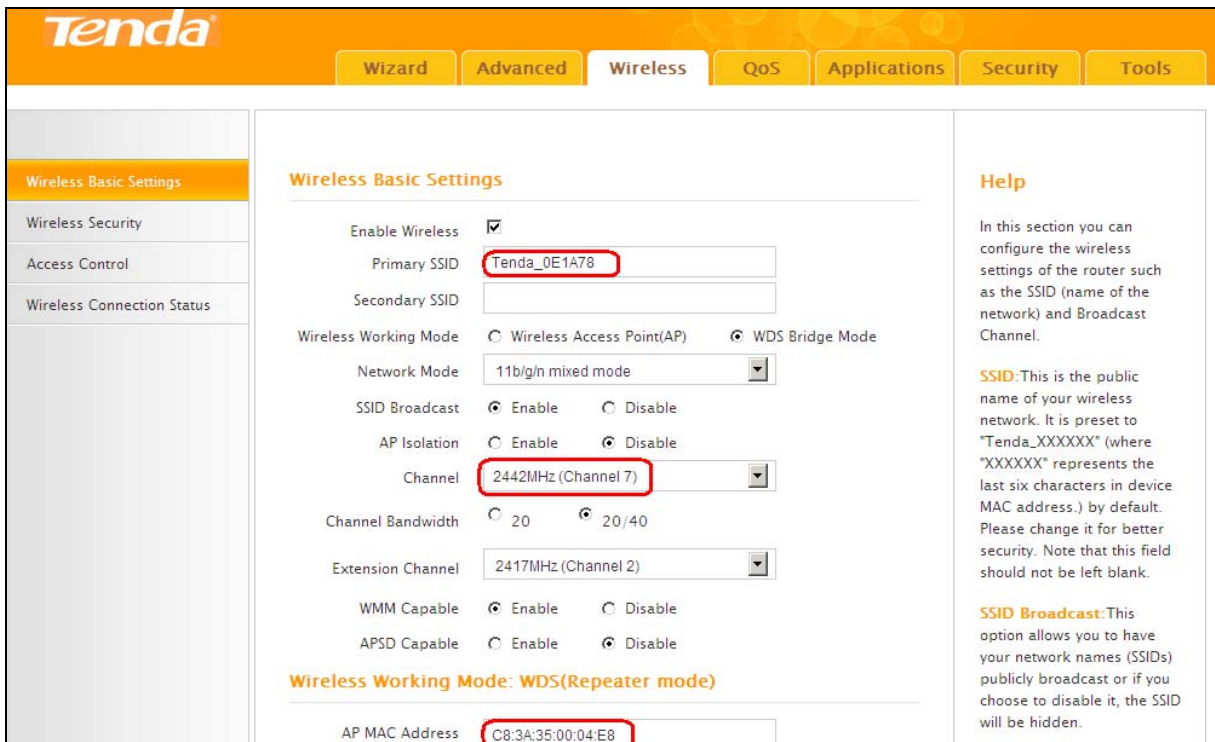 Tenda
Wizard Advanced Wireless QoS Applications Security Tools
Wireless Basic Settings
Wireless Security
Access Control
Wireless Connection Status
Wireless Basic Settings
Enable Wireless
Primary SSID Tenda_0E1A78
Secondary SSID
Wireless Working Mode Wireless Access Point(AP) WDS Bridge Mode
Network Mode 11b/g/n mixed mode
SSID Broadcast Enable Disable
AP Isolation Enable Disable
Channel 2442MHz (Channel 7)
Channel Bandwidth 20 20/40
Extension Channel 2417MHz (Channel 2)
WMM Capable Enable Disable
APSD Capable Enable Disable
Wireless Working Mode: WDS(Repeater mode)
AP MAC Address C8:3A:35:00:04:E8
Help
In this section you can
configure the wireless
settings of the router such
as the SSID (name of the
network) and Broadcast
Channel.
SSID:This is the public
name of your wireless
network. It is preset to
"Tenda_XXXXXX" (where
"XXXXXX" represents the
last six characters in device
MAC address.) by default.
Please change it for better
security. Note that this field
should not be left blank.
SSID Broadcast:This
option allows you to have
your network names (SSIDs)
publicly broadcast or if you
choose to disable it, the SSID
will be hidden.